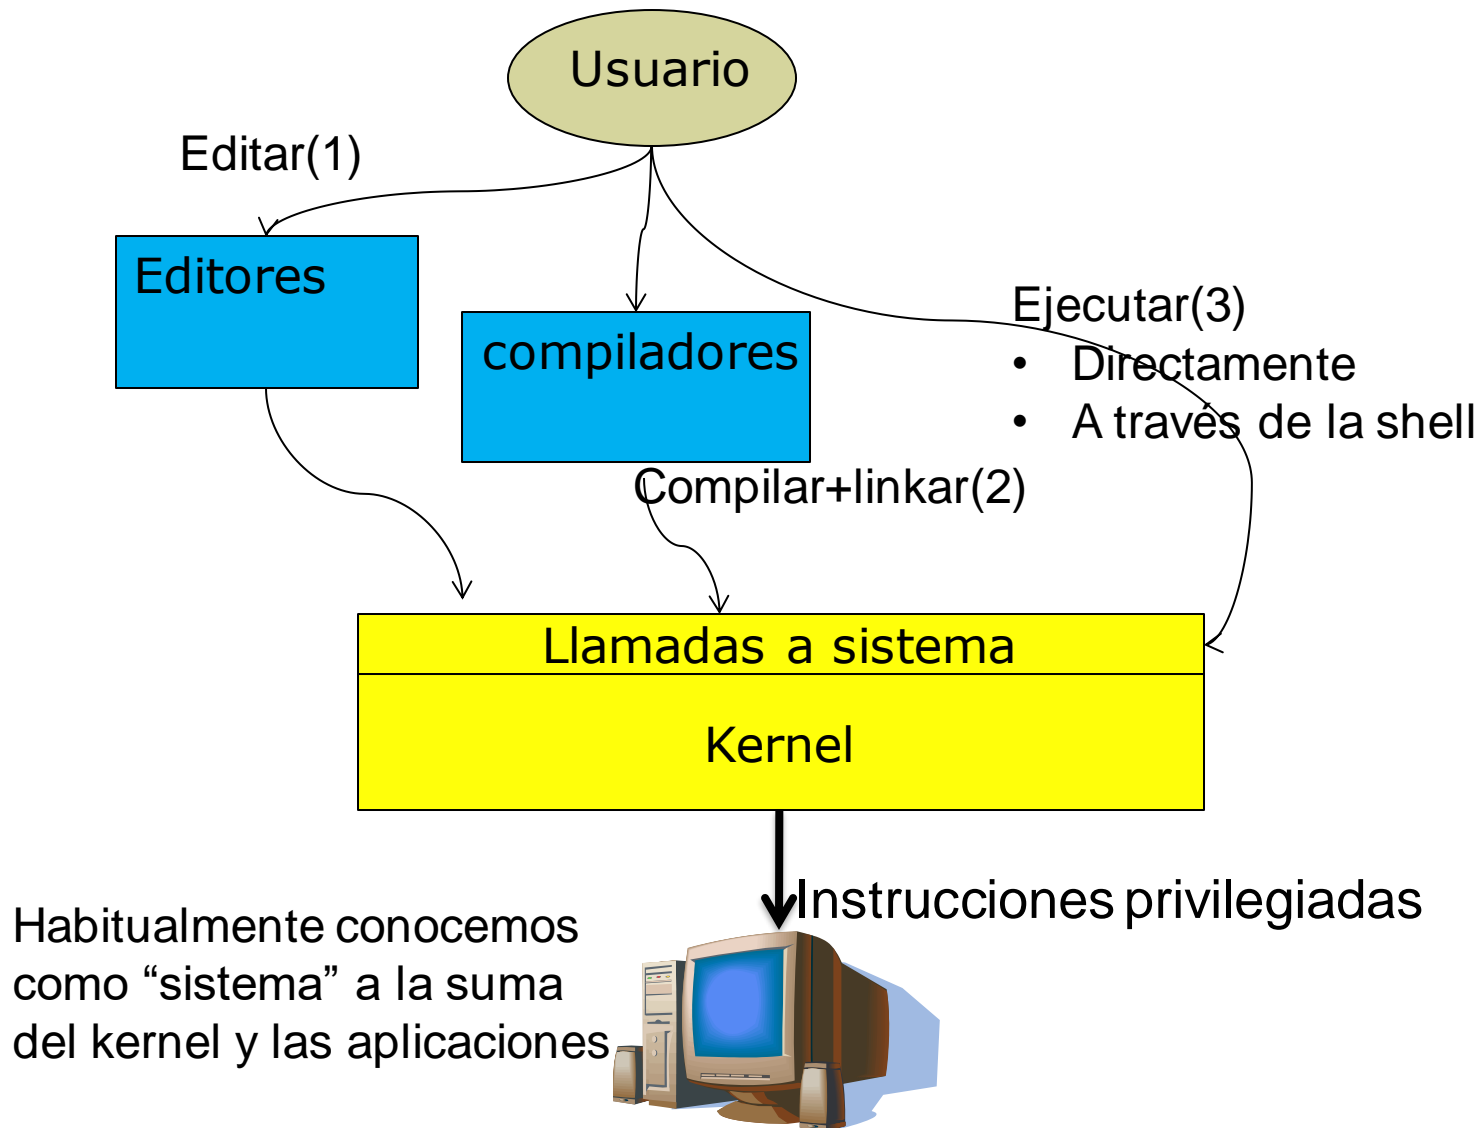 Usuario
Editar(1)
Editores
compiladores
Ejecutar(3)
• Directamente
• A través de la shell
Compilar+linkar(2)
Llamadas a sistema
Kernel
Instrucciones privilegiadas
Habitualmente conocemos
como “sistema” a la suma
del kernel y las aplicaciones